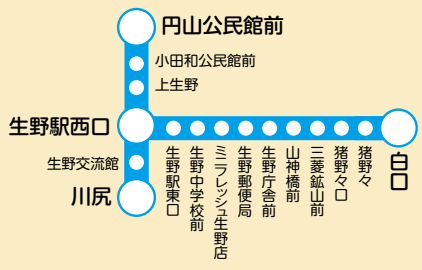 円山公民館前
小田和公民館前
上生野
生野駅西口
生野交流館
川尻
生野駅東口
生野中学校前
ミニフレッシュ生野店
生野郵便局
生野庁舎前
山神橋前
三菱鉱山前
猪野々口
猪野々
白口